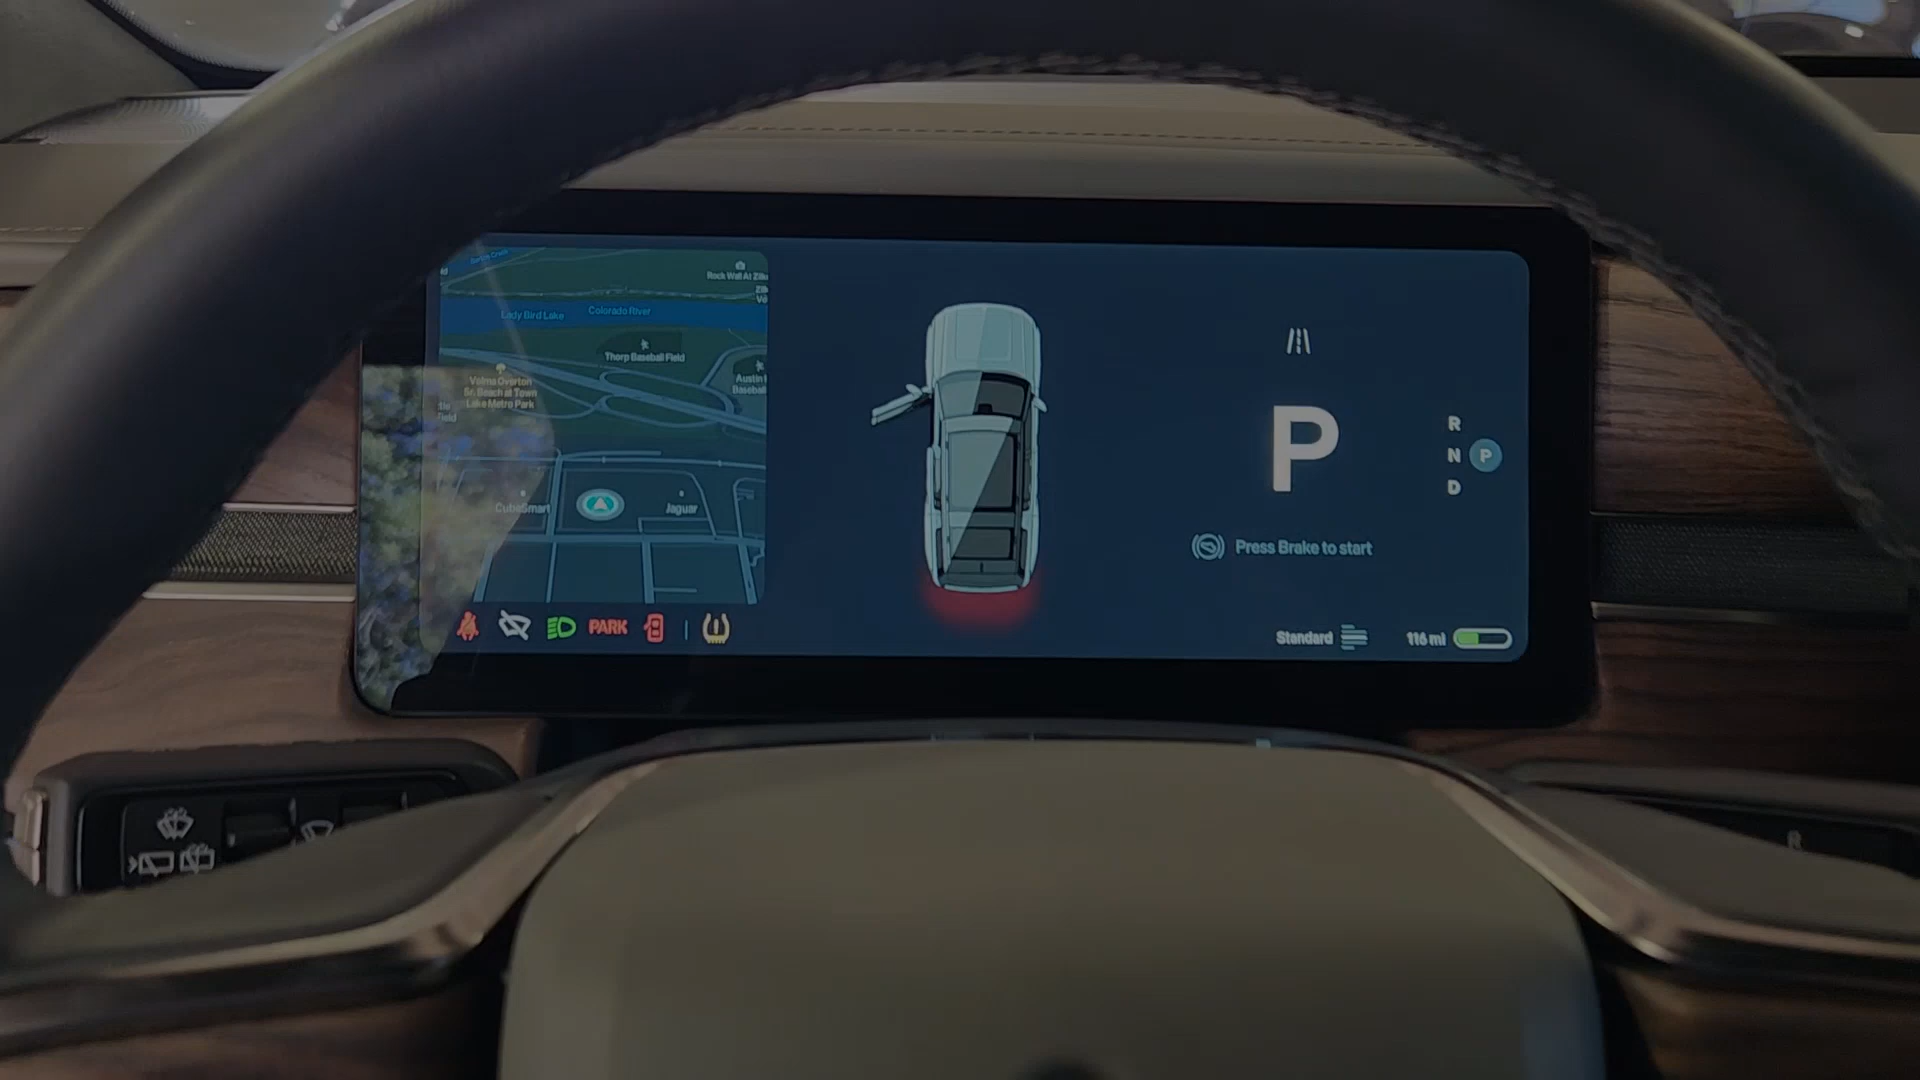 Rock Wall At Zilk
Lady Bird Lake
Colorado River
Thorp Baseball Field
Austin
Baseball
Velma Overton
Sr. Beach at Town
Lake Metro Park
Field
CubeSmart
Jaguar
P
R
N
P
D
Press Brake to start
PARK
Standard
116 mi
R